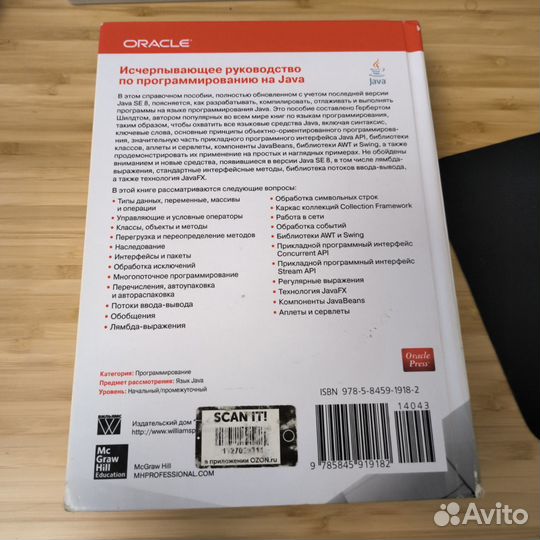 ORACLE
Исчерпывающее руководство
по программированию на Java
Java
В этом справочном пособии, полностью обновленном с учетом последней версии
Java SE 8, поясняется, как разрабатывать, компилировать, отлаживать и выполнять
программы на языке программирования Java. Это пособие составлено Гербертом
Шилдтом, автором популярных во всем мире книг по языкам программирования,
таким образом, чтобы охватить все языковые средства Java, включая синтаксис,
ключевые слова, основные принципы объектно-ориентированного программирова-
ния, значительную часть прикладного программного интерфейса Java API, библиотеки
классов, аплеты и сервлеты, компоненты JavaBeans, библиотеки AWT и Swing, а также
продемонстрировать их применение на простых и наглядных примерах. Не обойдены
вниманием и новые средства, появившиеся в версии Java SE 8, в том числе лямбда-
выражения, стандартные интерфейсные методы, библиотека потоков ввода-вывода,
а также технология JavaFX.
В этой книге рассматриваются следующие вопросы:
• Типы данных, переменные, массивы
и операции
• Управляющие и условные операторы
• Классы, объекты и методы
• Перегрузка и переопределение методов
• Наследование
• Интерфейсы и пакеты
• Обработка исключений
• Многопоточное программирование
• Перечисления, автоупаковка
и автораспаковка
• Потоки ввода-вывода
• Обобщения
• Лямбда-выражения
• Обработка символьных строк
• Каркас коллекций Collection Framework
• Работа в сети
• Обработка событий
• Библиотеки AWT и Swing
• Прикладной программный интерфейс
Concurrent API
• Прикладной программный интерфейс
Stream API
• Регулярные выражения
• Технология JavaFX
• Компоненты JavaBeans
• Аплеты и сервлеты
Категория: Программирование
Предмет рассмотрения: Язык Java
Уровень: Начальный/промежуточный
Oracle
Press
ISBN 978-5-8459-1918-2
14043
9 785845 919182
Издательский дом
http://www.williamsp
SCAN IT!
в приложении OZON.ru
Mc
Graw
Hill
Education
McGraw Hill
MHPROFESSIONAL.COM
Avito